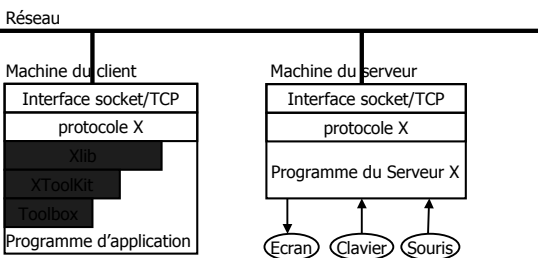 Réseau
Machine du client
Interface socket/TCP
protocole X
Xlib
XToolKit
Toolbox
Programme d’application
Machine du serveur
Interface socket/TCP
protocole X
Programme du Serveur X
Ecran
Clavier
Souris